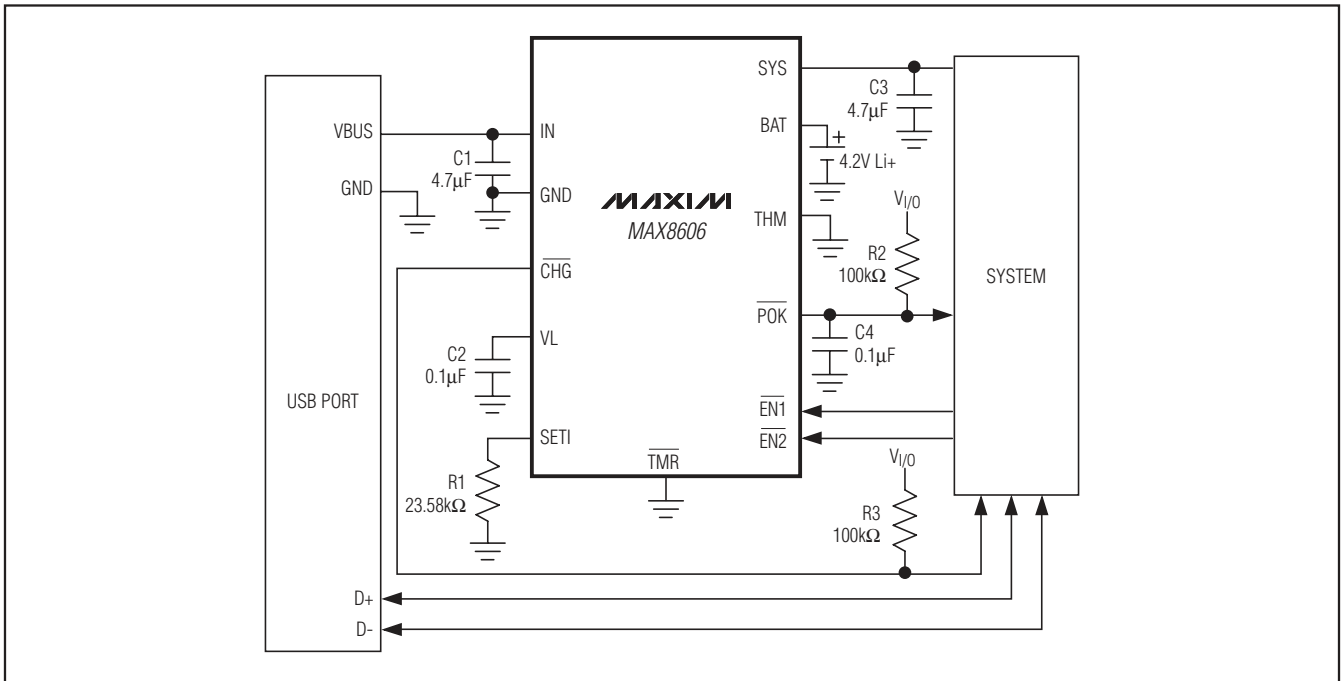 USB PORT
VBUS
GND
D+
D-
C1
4.7μF
C2
0.1μF
R1
23.58kΩ
IN
GND
CHG
VL
SETI
TMR
MAXIM
MAX8606
SYS
BAT
THM
POK
EN1
EN2
C3
4.7μF
+
4.2V Li+
VI/O
R2
100kΩ
C4
0.1μF
VI/O
R3
100kΩ
SYSTEM